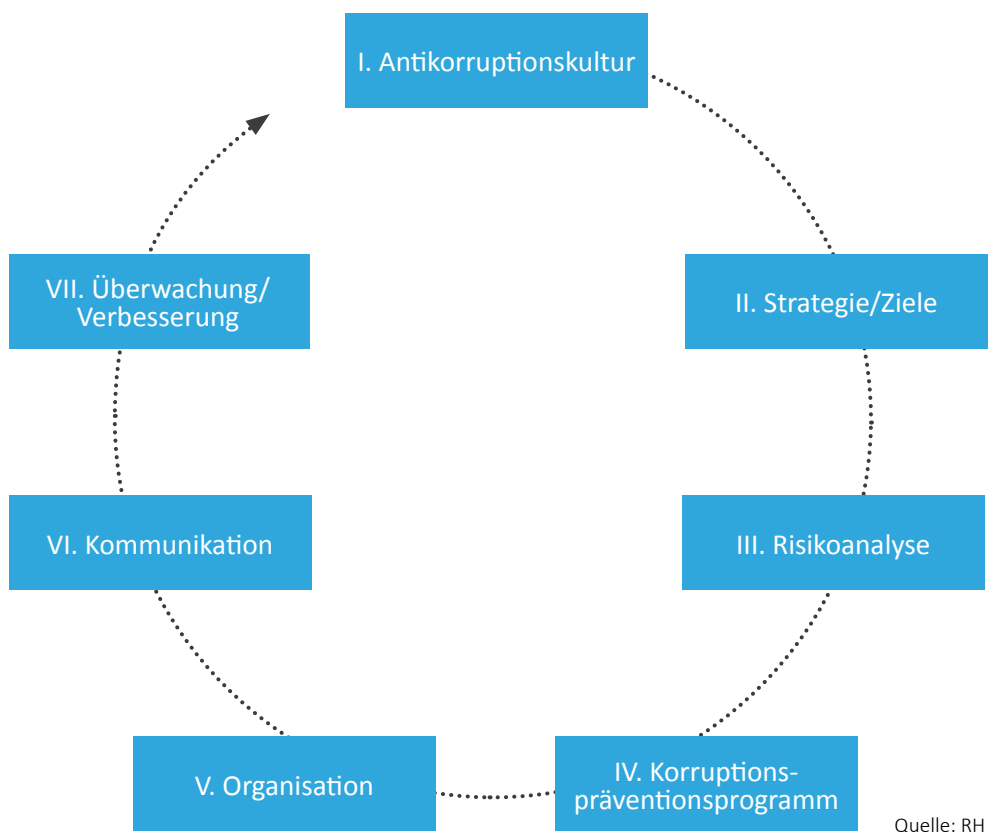 I. Antikorruptionskultur
II. Strategie/Ziele
III. Risikoanalyse
IV. Korruptions-
präventionsprogramm
V. Organisation
VI. Kommunikation
VII. Überwachung/
Verbesserung
Quelle: RH